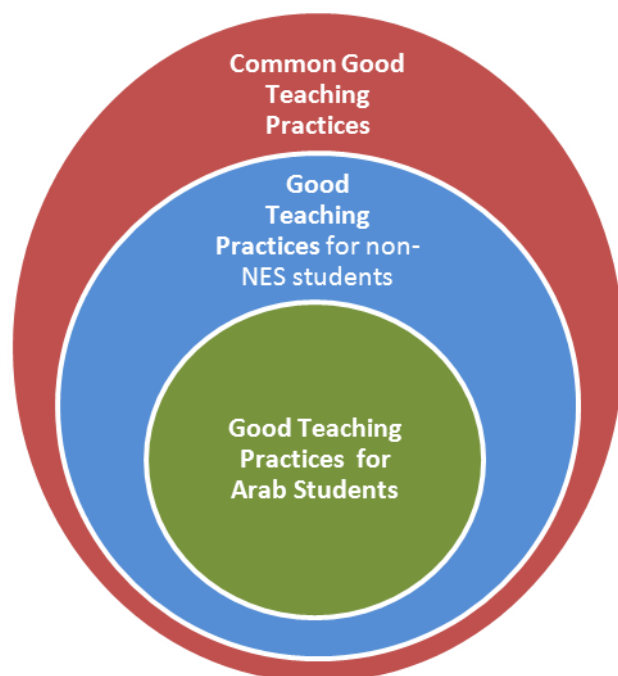 Common Good
Teaching
Practices
Good
Teaching
Practices for non-
NES students
Good Teaching
Practices for
Arab Students